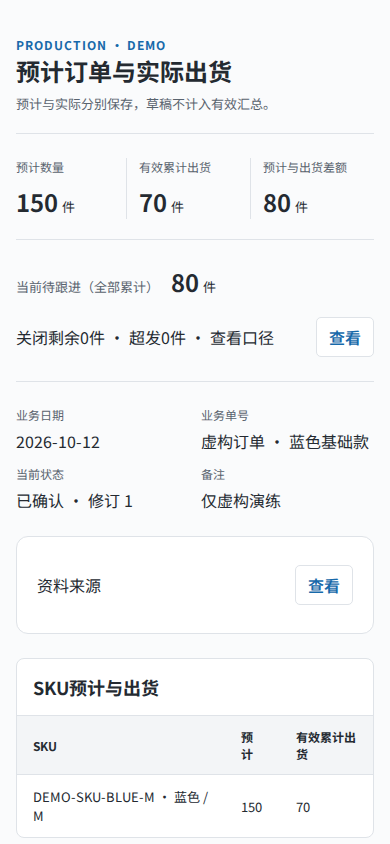 PRODUCTION · DEMO
预计订单与实际出货
预计与实际分别保存，草稿不计入有效汇总。
预计数量
有效累计出货
预计与出货差额
150 件
70 件
80 件
当前待跟进（全部累计） 80 件
关闭剩余0件 · 超发0件 · 查看口径
查看
业务日期
业务单号
2026-10-12
虚构订单 · 蓝色基础款
当前状态
备注
已确认 · 修订 1
仅虚构演练
资料来源
查看
SKU预计与出货
SKU
预
计
有效累计出
货
DEMO-SKU-BLUE-M · 蓝色 /
M
150
70